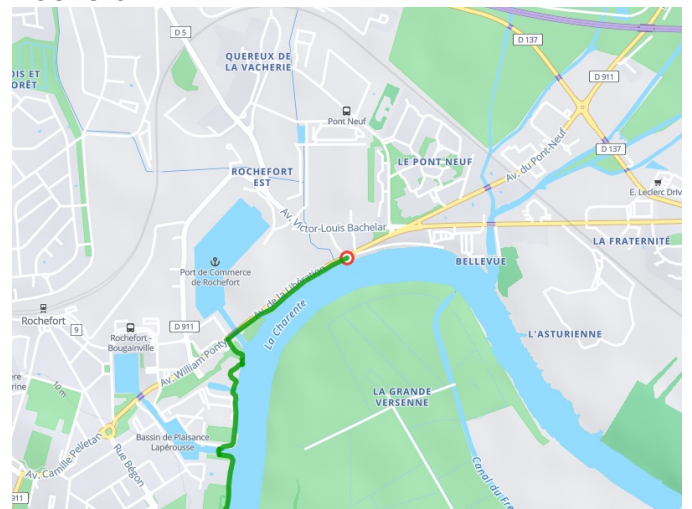 D 5
D 137
QUEREUX DE
LA VACHERIE
D 911
OIS ET
ORÊT
Pont Neuf
D 137
LE PONT NEUF
Av. du Pont-Neuf
ROCHEFORT
EST
E. Leclerc Driv
Av. Victor-Louis Bachelar
LA FRATERNITÉ
BELLEVUE
Port de Commerce
de Rochefort
Av. de la Libération
La Charente
Rochefort
9
D 911
Rochefort -
Bougainville
L'ASTURIENNE
Av. William Ponty
ere
rine
10 m
LA GRANDE
VERSENNE
Bassin de Plaisance
Lapérouse
Av. Camille Pelletan
Rue Bégon
Canal du Fre
911